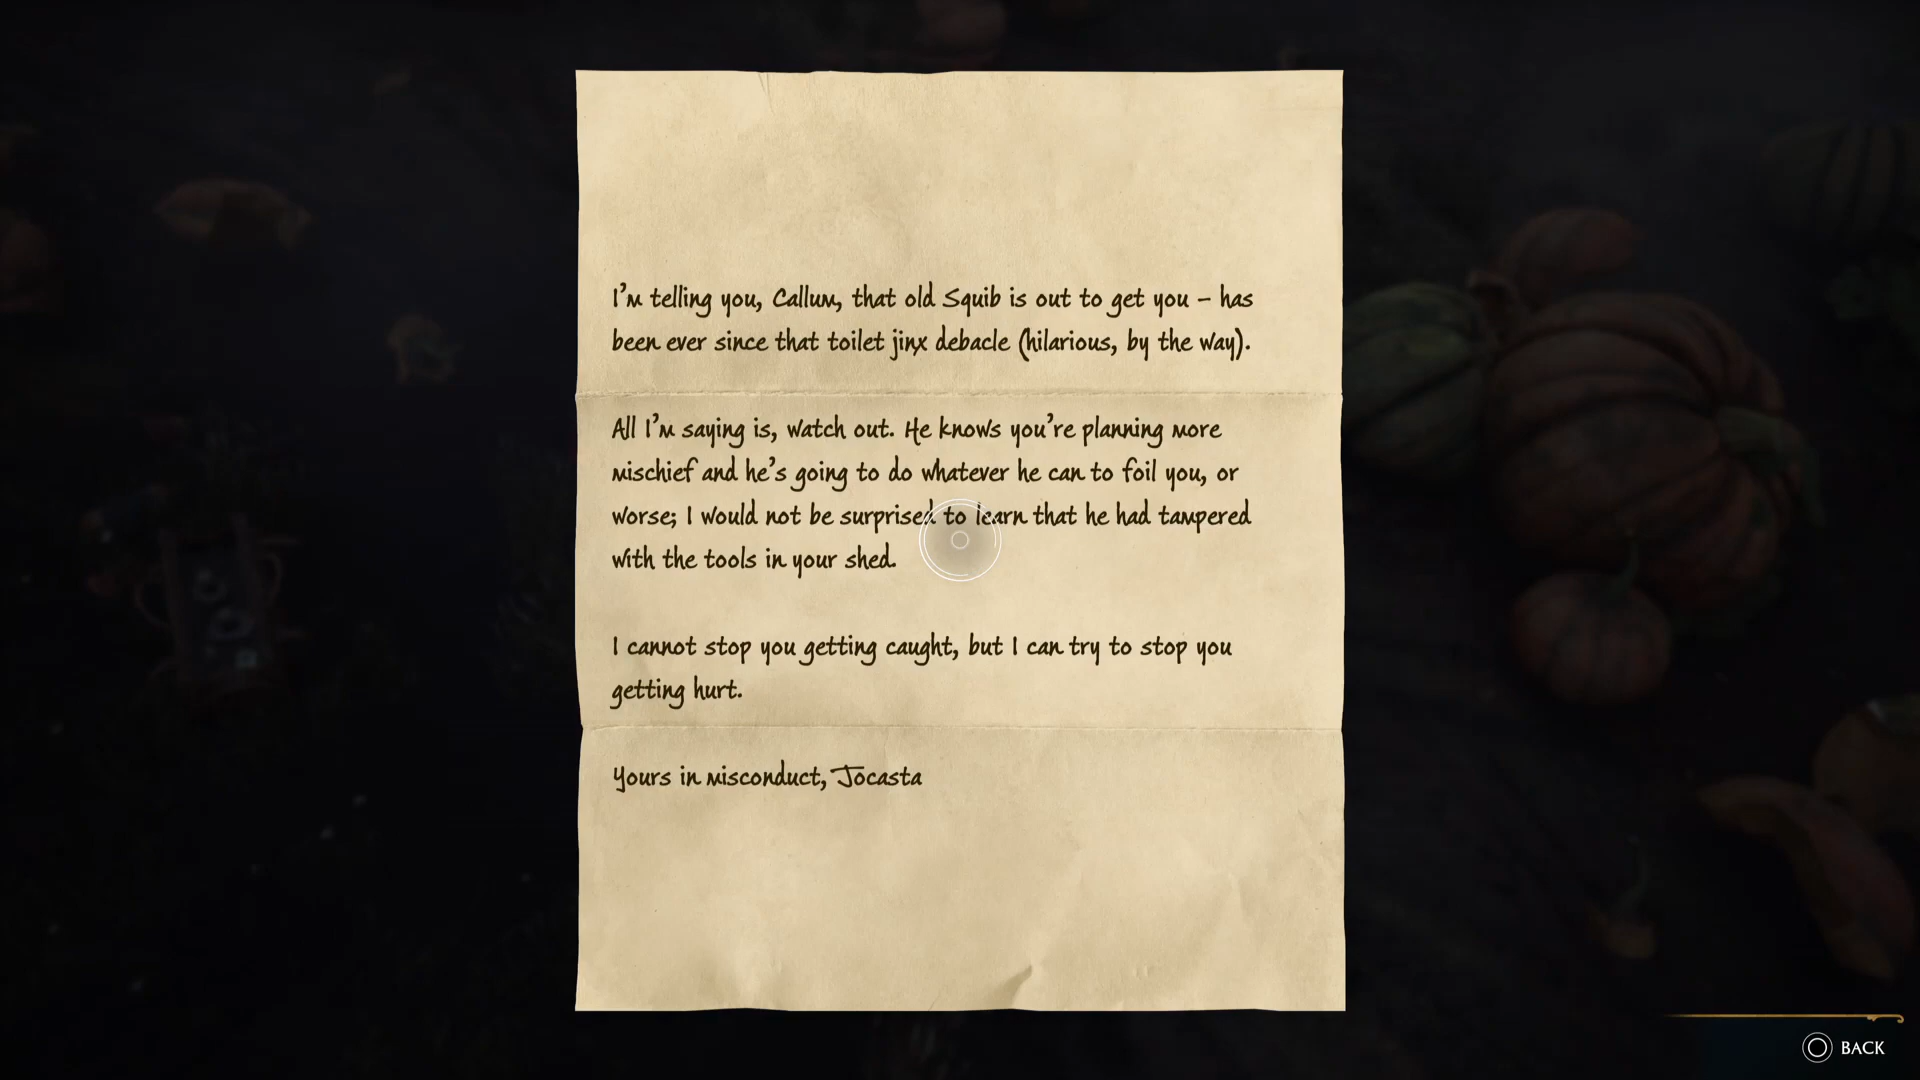 I'm telling you, Callum, that old Squib is out to get you – has
been ever since that toilet jinx debacle (hilarious, by the way).
All I'm saying is, watch out. He knows you're planning more
mischief and he's going to do whatever he can to foil you, or
worse; I would not be surprised to learn that he had tampered
with the tools in your shed.
I cannot stop you getting caught, but I can try to stop you
getting hurt.
Yours in misconduct, Jocasta
BACK